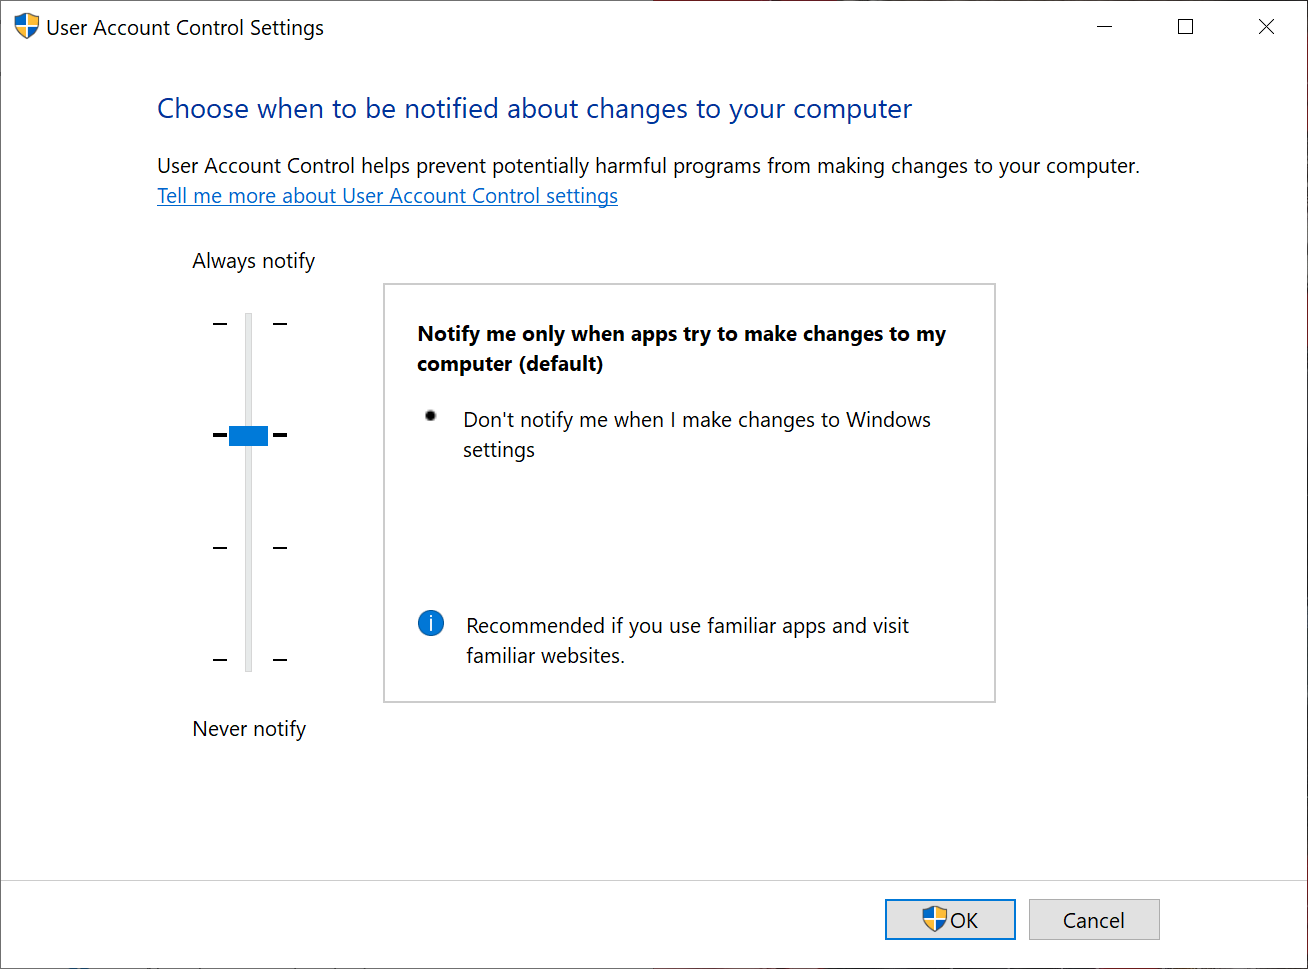 User Account Control Settings
Choose when to be notified about changes to your computer
User Account Control helps prevent potentially harmful programs from making changes to your computer.
Tell me more about User Account Control settings
Always notify
Notify me only when apps try to make changes to my
computer (default)
Don't notify me when I make changes to Windows
settings
Recommended if you use familiar apps and visit
familiar websites.
Never notify
OK
Cancel